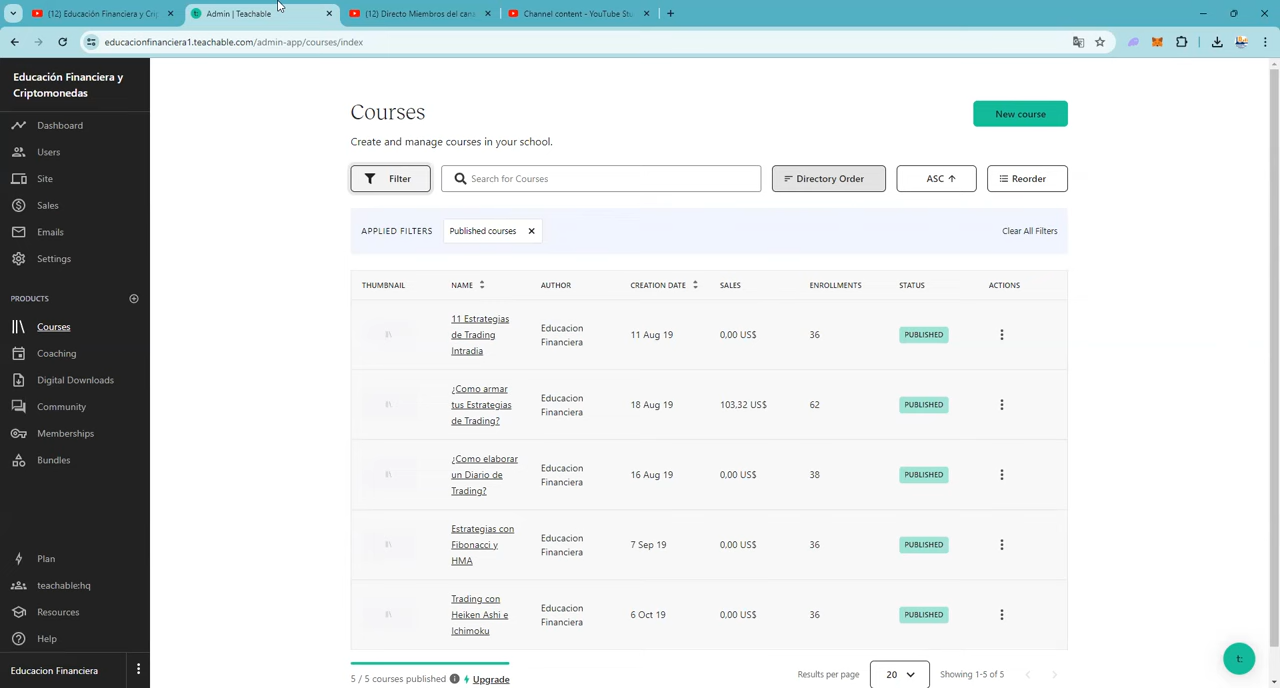 (12) Educación Financiera y Crip
Admin | Teachable
(12) Directo Miembros del cana
Channel content - YouTube Stu
educacionfinanciera1.teachable.com/admin-app/courses/index
Educación Financiera y
Criptomonedas
Dashboard
Users
Site
Sales
Emails
Settings
PRODUCTS
Courses
Coaching
Digital Downloads
Community
Memberships
Bundles
Plan
teachable:hq
Resources
Help
Educacion Financiera
Courses
New course
Create and manage courses in your school.
Filter
Search for Courses
Directory Order
ASC ↑
Reorder
APPLIED FILTERS
Published courses ×
Clear All Filters
THUMBNAIL NAME AUTHOR CREATION DATE SALES ENROLLMENTS STATUS ACTIONS
11 Estrategias
de Trading
Intradia
Educacion
Financiera
11 Aug 19
0,00 US$
36
PUBLISHED
¿Como armar
tus Estrategias
de Trading?
Educacion
Financiera
18 Aug 19
103,32 US$
62
PUBLISHED
¿Como elaborar
un Diario de
Trading?
Educacion
Financiera
16 Aug 19
0,00 US$
38
PUBLISHED
Estrategias con
Fibonacci y
HMA
Educacion
Financiera
7 Sep 19
0,00 US$
36
PUBLISHED
Trading con
Heiken Ashi e
Ichimoku
Educacion
Financiera
6 Oct 19
0,00 US$
36
PUBLISHED
5 / 5 courses published
Upgrade
Results per page
20
Showing 1-5 of 5
t: